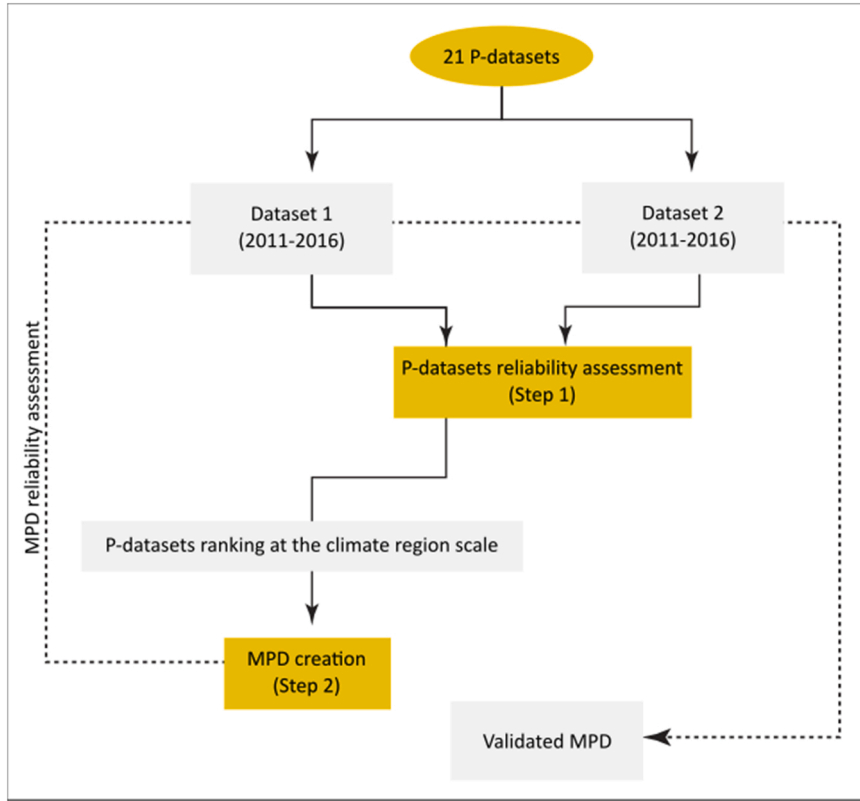 21 P-datasets
Dataset 1
(2011-2016)
Dataset 2
(2011-2016)
P-datasets reliability assessment
(Step 1)
MPD reliability assessment
P-datasets ranking at the climate region scale
MPD creation
(Step 2)
Validated MPD